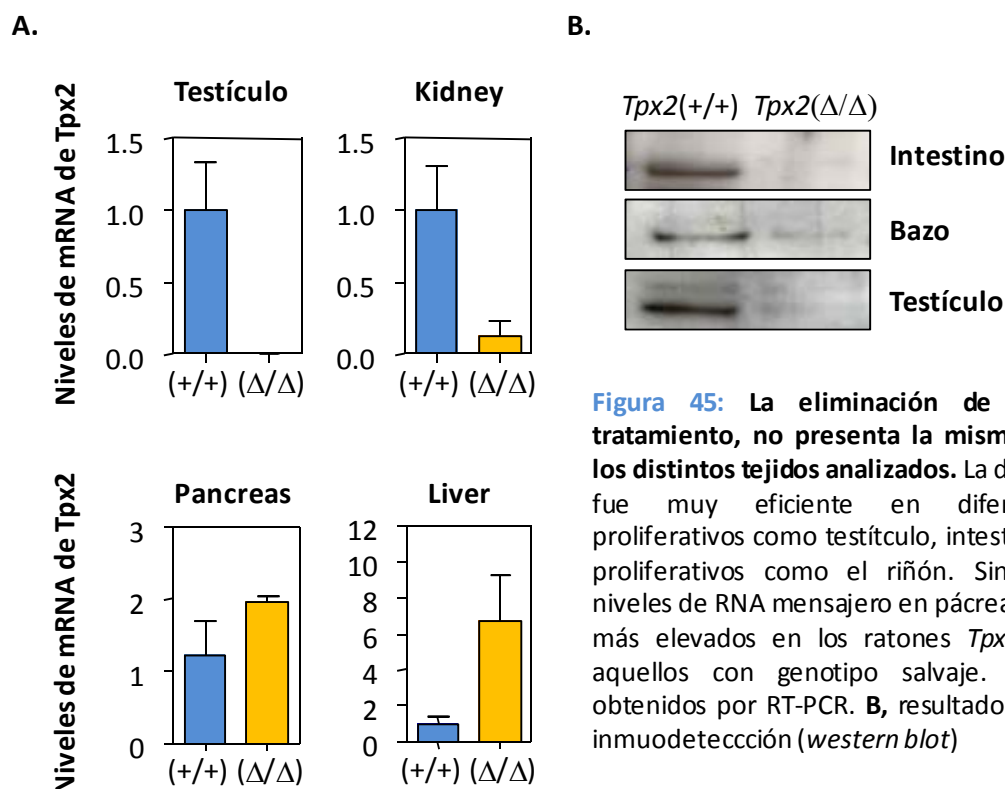 A.
Niveles de mRNA de Tpx2
Testículo
1.5
1.0
0.5
0.0
(+/+) (Δ/Δ)
Kidney
1.5
1.0
0.5
0.0
(+/+) (Δ/Δ)
Niveles de mRNA de Tpx2
Pancreas
3
2
1
0
(+/+) (Δ/Δ)
Liver
12
10
8
6
4
2
0
(+/+) (Δ/Δ)
B.
Tpx2(+/+) Tpx2(Δ/Δ)
Intestino
Bazo
Testículo
Figura 45: La eliminación de
tratamiento, no presenta la mism
los distintos tejidos analizados. La d
fue muy eficiente en difer
proliferativos como testítculo, intest
proliferativos como el riñón. Sin
niveles de RNA mensajero en pácrea
más elevados en los ratones Tpx
aquellos con genotipo salvaje.
obtenidos por RT-PCR. B, resultado
inmuodeteccción (western blot)